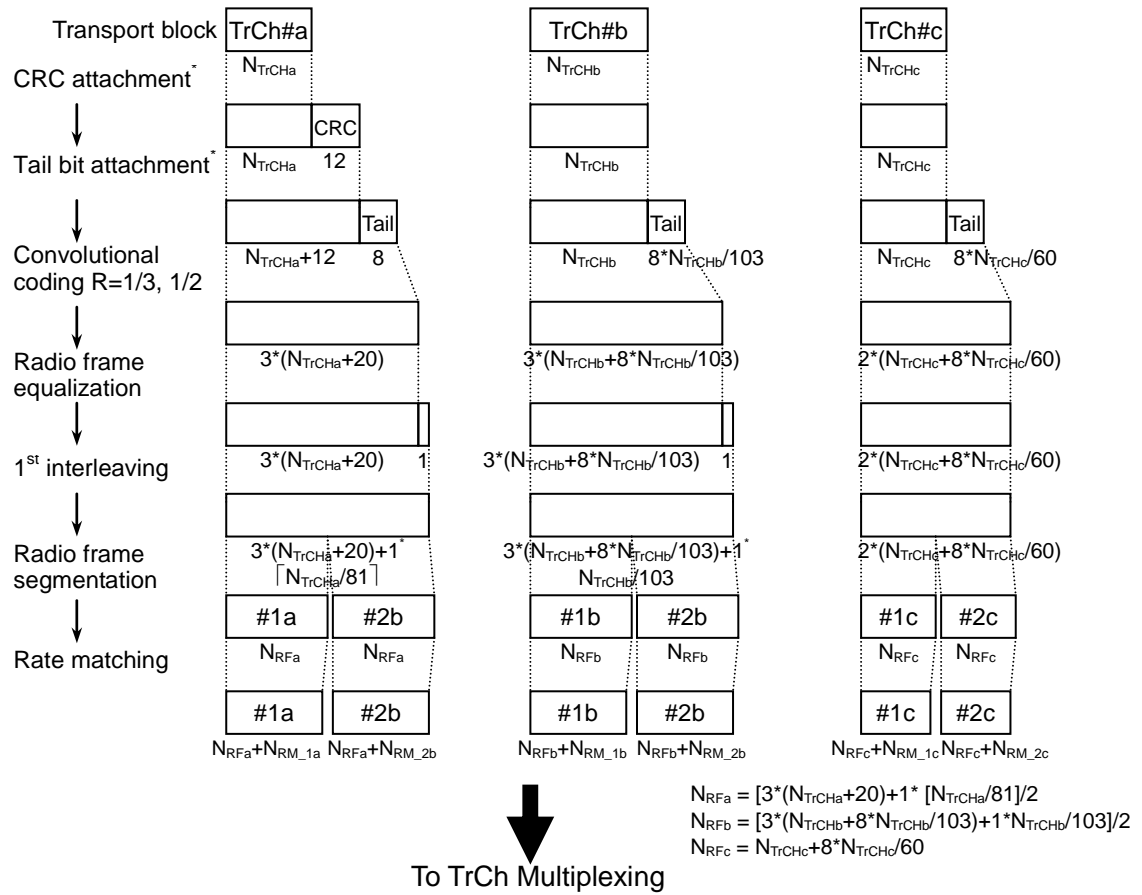 Transport block TrCh#a TrCh#b TrCh#c
N_TrCHa N_TrCHb N_TrCHc
CRC attachment*
CRC
N_TrCHa 12 N_TrCHb N_TrCHc
Tail bit attachment*
Tail Tail Tail
N_TrCHa+12 8 N_TrCHb 8*N_TrCHb/103 N_TrCHc 8*N_TrCHc/60
Convolutional
coding R=1/3, 1/2
3*(N_TrCHa+20) 3*(N_TrCHb+8*N_TrCHb/103) 2*(N_TrCHc+8*N_TrCHc/60)
Radio frame
equalization
3*(N_TrCHa+20) 1 3*(N_TrCHb+8*N_TrCHb/103) 1 2*(N_TrCHc+8*N_TrCHc/60)
1st interleaving
3*(N_TrCHa+20)+1* 3*(N_TrCHb+8*N_TrCHb/103)+1* 2*(N_TrCHc+8*N_TrCHc/60)
⌈N_TrCHa/81⌉ N_TrCHb/103
Radio frame
segmentation
#1a #2b #1b #2b #1c #2c
N_RFa N_RFa N_RFb N_RFb N_RFc N_RFc
Rate matching
#1a #2b #1b #2b #1c #2c
N_RFa+N_RM_1a N_RFa+N_RM_2b N_RFb+N_RM_1b N_RFb+N_RM_2b N_RFc+N_RM_1c N_RFc+N_RM_2c
N_RFa = [3*(N_TrCHa+20)+1* [N_TrCHa/81]/2
N_RFb = [3*(N_TrCHb+8*N_TrCHb/103)+1*N_TrCHb/103]/2
N_RFc = N_TrCHc+8*N_TrCHc/60
To TrCh Multiplexing